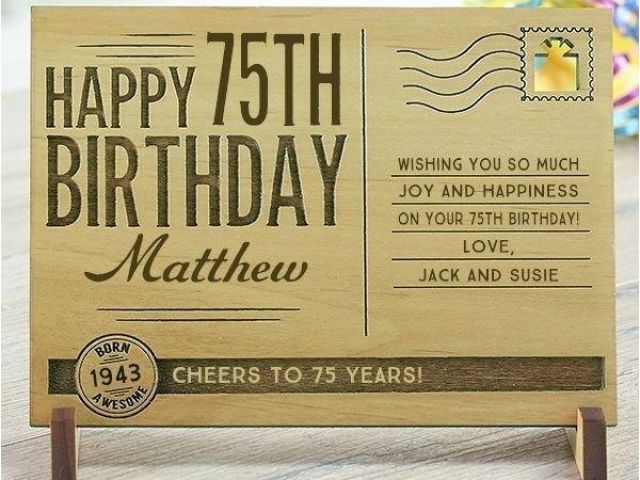 HAPPY 75TH
BIRTHDAY
Matthew
WISHING YOU SO MUCH
JOY AND HAPPINESS
ON YOUR 75TH BIRTHDAY!
LOVE,
JACK AND SUSIE
BORN
1943
AWESOME
CHEERS TO 75 YEARS!